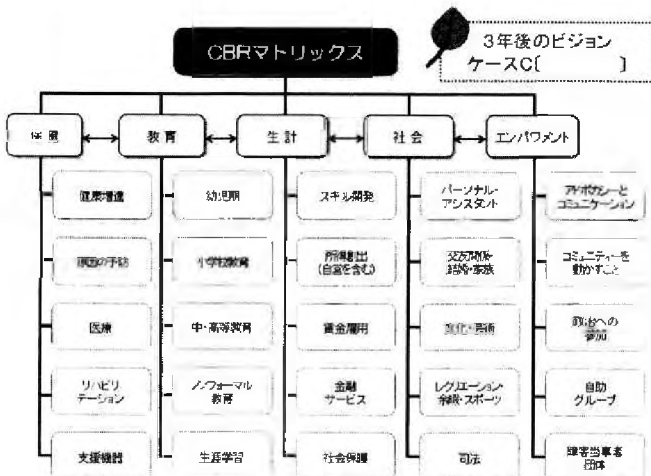 CBRマトリックス
3年後のビジョン
ケースC[ ]
保健
教育
生計
社会
エンパワメント
健康増進
幼児期
スキル開発
パーソナル・
アシスタント
アドボカシーと
コミュニケーション
障害の予防
小学校教育
所得創出
(自営を含む)
交友関係・
結婚・家族
コミュニティーを
動かすこと
医療
中・高等教育
賃金雇用
文化・芸術
政治への
参加
リハビリ
テーション
ノンフォーマル
教育
金融
サービス
レクリエーション・
余暇・スポーツ
自助
グループ
支援機器
生涯学習
社会保護
司法
障害当事者
団体